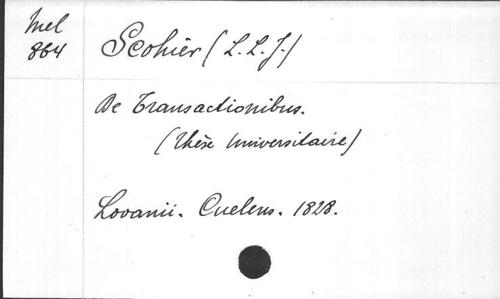 Mel
864
Scohier (L. L. J.)
De Transactionibus.
(Thèse Universitaire)
Lovanii. Cuelens. 1828.